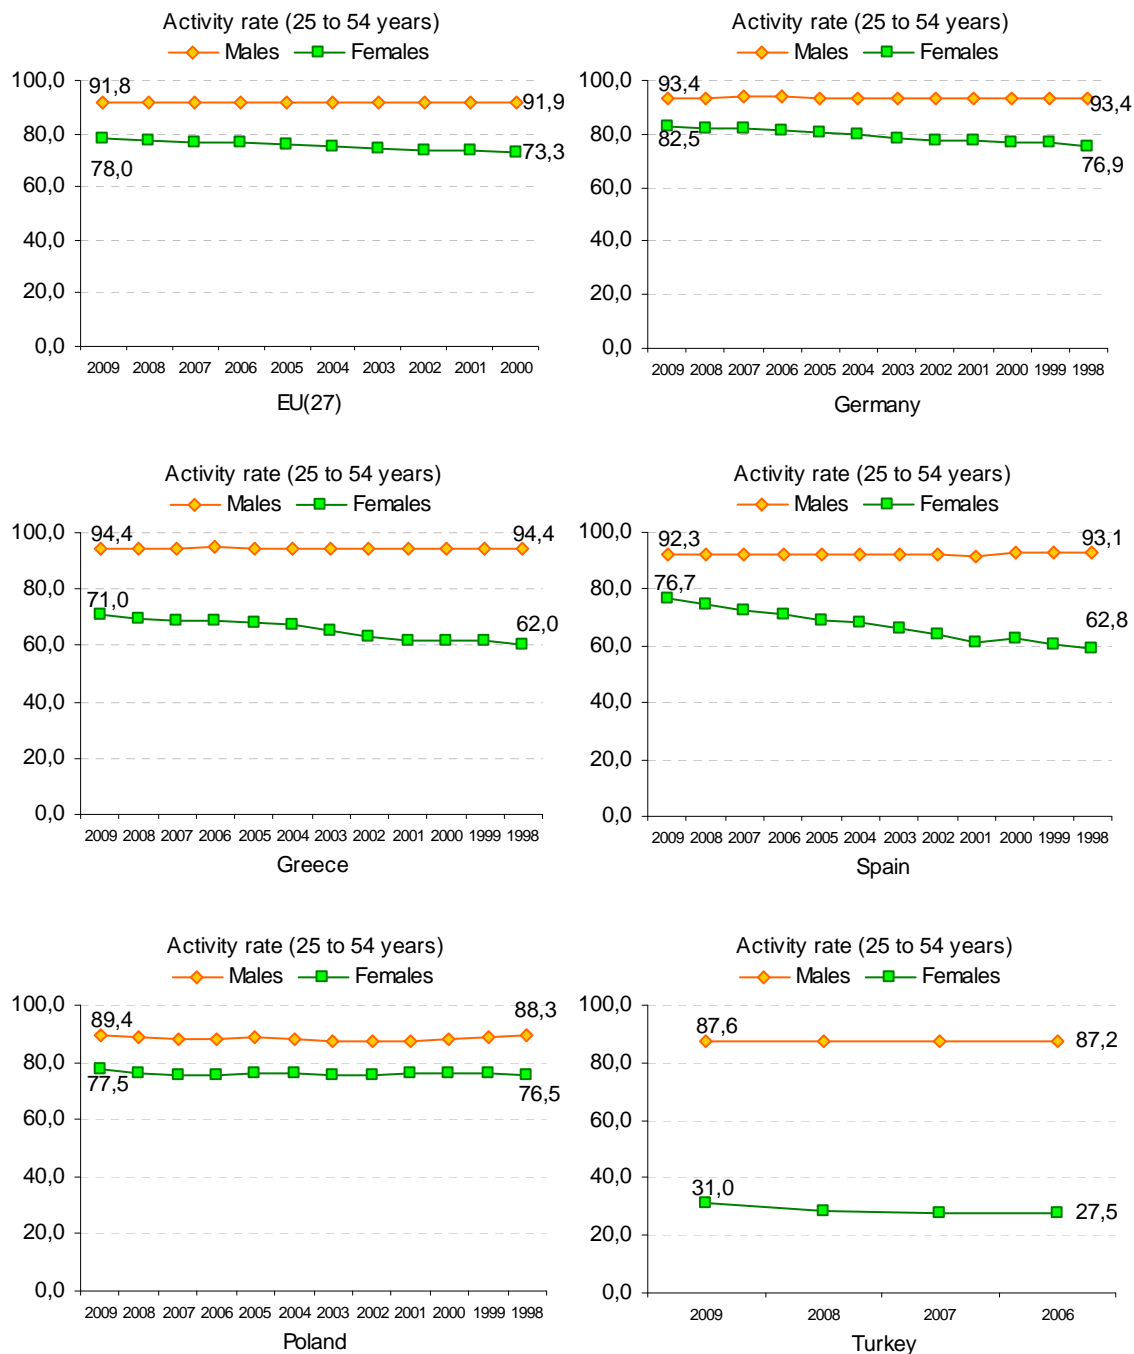 Activity rate (25 to 54 years)
Males Females
100,0
80,0
60,0
40,0
20,0
0,0
91,8
91,9
78,0
73,3
2009 2008 2007 2006 2005 2004 2003 2002 2001 2000
EU(27)
Activity rate (25 to 54 years)
Males Females
100,0
80,0
60,0
40,0
20,0
0,0
93,4
93,4
82,5
76,9
2009 2008 2007 2006 2005 2004 2003 2002 2001 2000 1999 1998
Germany
Activity rate (25 to 54 years)
Males Females
100,0
80,0
60,0
40,0
20,0
0,0
94,4
94,4
71,0
62,0
2009 2008 2007 2006 2005 2004 2003 2002 2001 2000 1999 1998
Greece
Activity rate (25 to 54 years)
Males Females
100,0
80,0
60,0
40,0
20,0
0,0
92,3
93,1
76,7
62,8
2009 2008 2007 2006 2005 2004 2003 2002 2001 2000 1999 1998
Spain
Activity rate (25 to 54 years)
Males Females
100,0
80,0
60,0
40,0
20,0
0,0
89,4
88,3
77,5
76,5
2009 2008 2007 2006 2005 2004 2003 2002 2001 2000 1999 1998
Poland
Activity rate (25 to 54 years)
Males Females
100,0
80,0
60,0
40,0
20,0
0,0
87,6
87,2
31,0
27,5
2009 2008 2007 2006
Turkey